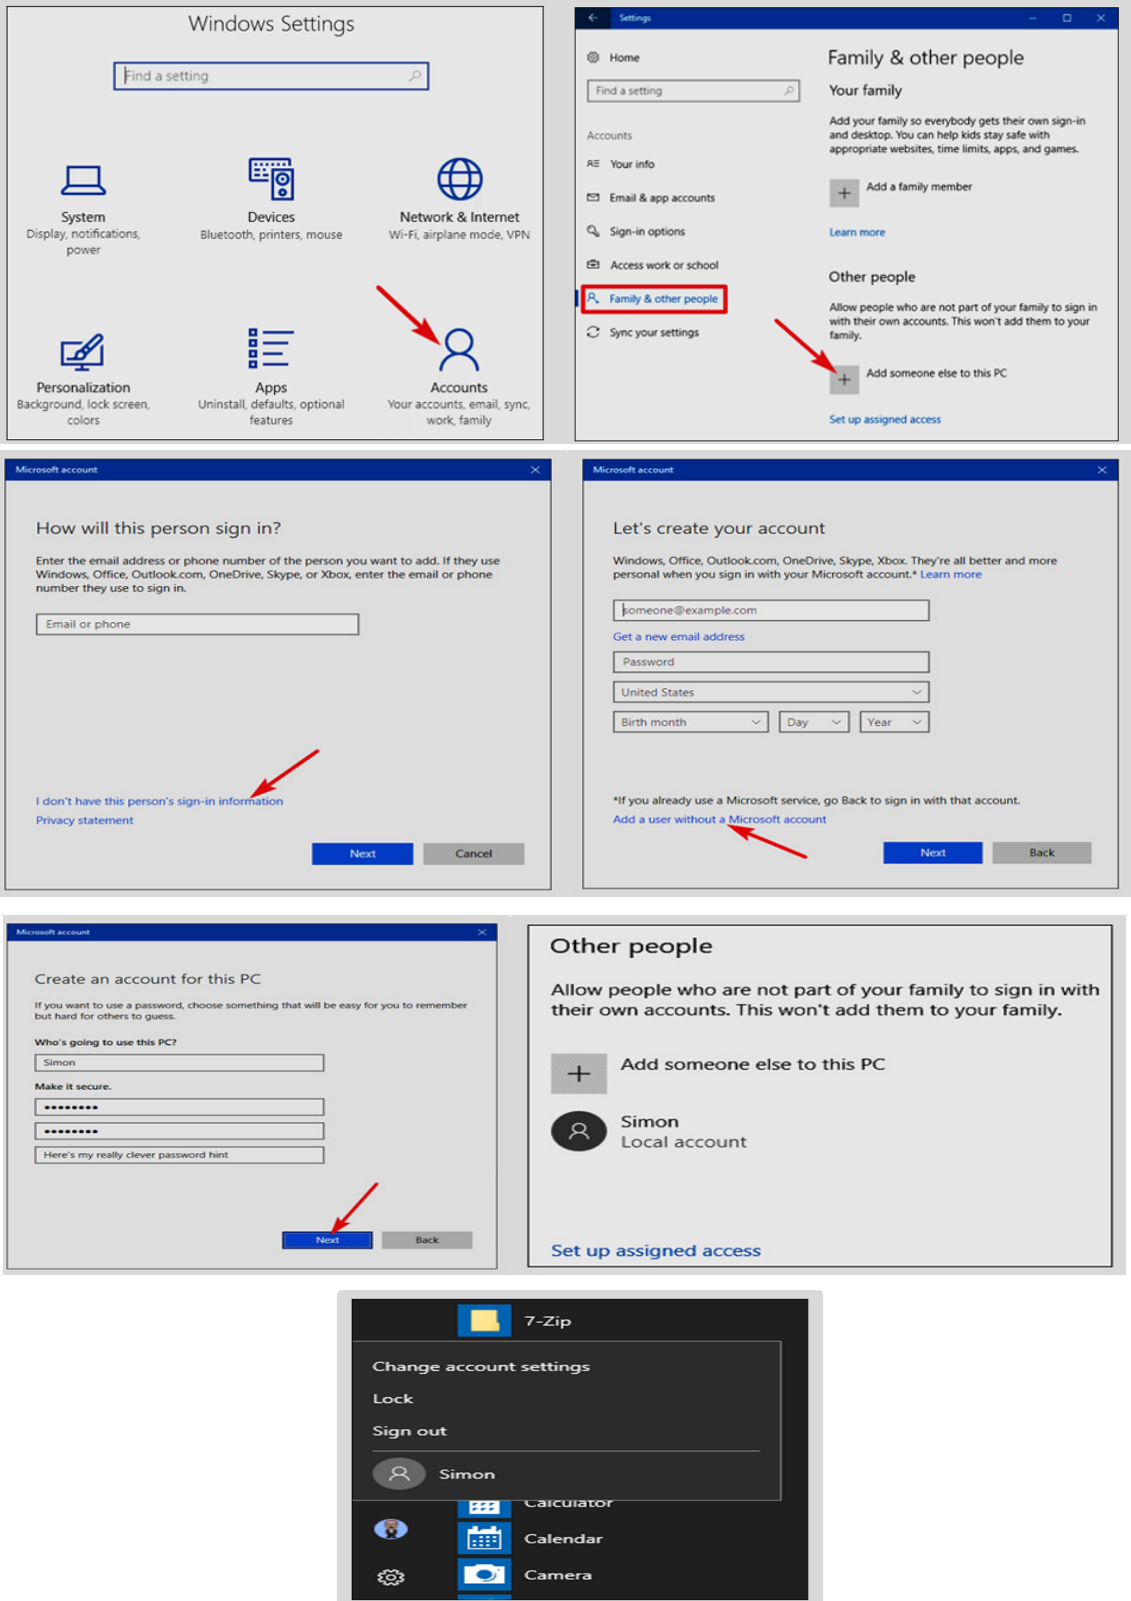 Windows Settings
Find a setting
System
Display, notifications,
power
Devices
Bluetooth, printers, mouse
Network & Internet
Wi-Fi, airplane mode, VPN
Personalization
Background, lock screen,
colors
Apps
Uninstall, defaults, optional
features
Accounts
Your accounts, email, sync,
work, family
Settings
Home
Find a setting
Accounts
Your info
Email & app accounts
Sign-in options
Access work or school
Family & other people
Sync your settings
Family & other people
Your family
Add your family so everybody gets their own sign-in
and desktop. You can help kids stay safe with
appropriate websites, time limits, apps, and games.
Add a family member
Learn more
Other people
Allow people who are not part of your family to sign in
with their own accounts. This won't add them to your
family.
Add someone else to this PC
Set up assigned access
Microsoft account
How will this person sign in?
Enter the email address or phone number of the person you want to add. If they use
Windows, Office, Outlook.com, OneDrive, Skype, or Xbox, enter the email or phone
number they use to sign in.
Email or phone
I don't have this person's sign-in information
Privacy statement
Next
Cancel
Microsoft account
Let's create your account
Windows, Office, Outlook.com, OneDrive, Skype, Xbox. They're all better and more
personal when you sign in with your Microsoft account.* Learn more
someone@example.com
Get a new email address
Password
United States
Birth month
Day
Year
*If you already use a Microsoft service, go Back to sign in with that account.
Add a user without a Microsoft account
Next
Back
Microsoft account
Create an account for this PC
If you want to use a password, choose something that will be easy for you to remember
but hard for others to guess.
Who's going to use this PC?
Simon
Make it secure.
Here's my really clever password hint
Next
Back
Other people
Allow people who are not part of your family to sign in with
their own accounts. This won't add them to your family.
Add someone else to this PC
Simon
Local account
Set up assigned access
7-Zip
Change account settings
Lock
Sign out
Simon
Calculator
Calendar
Camera